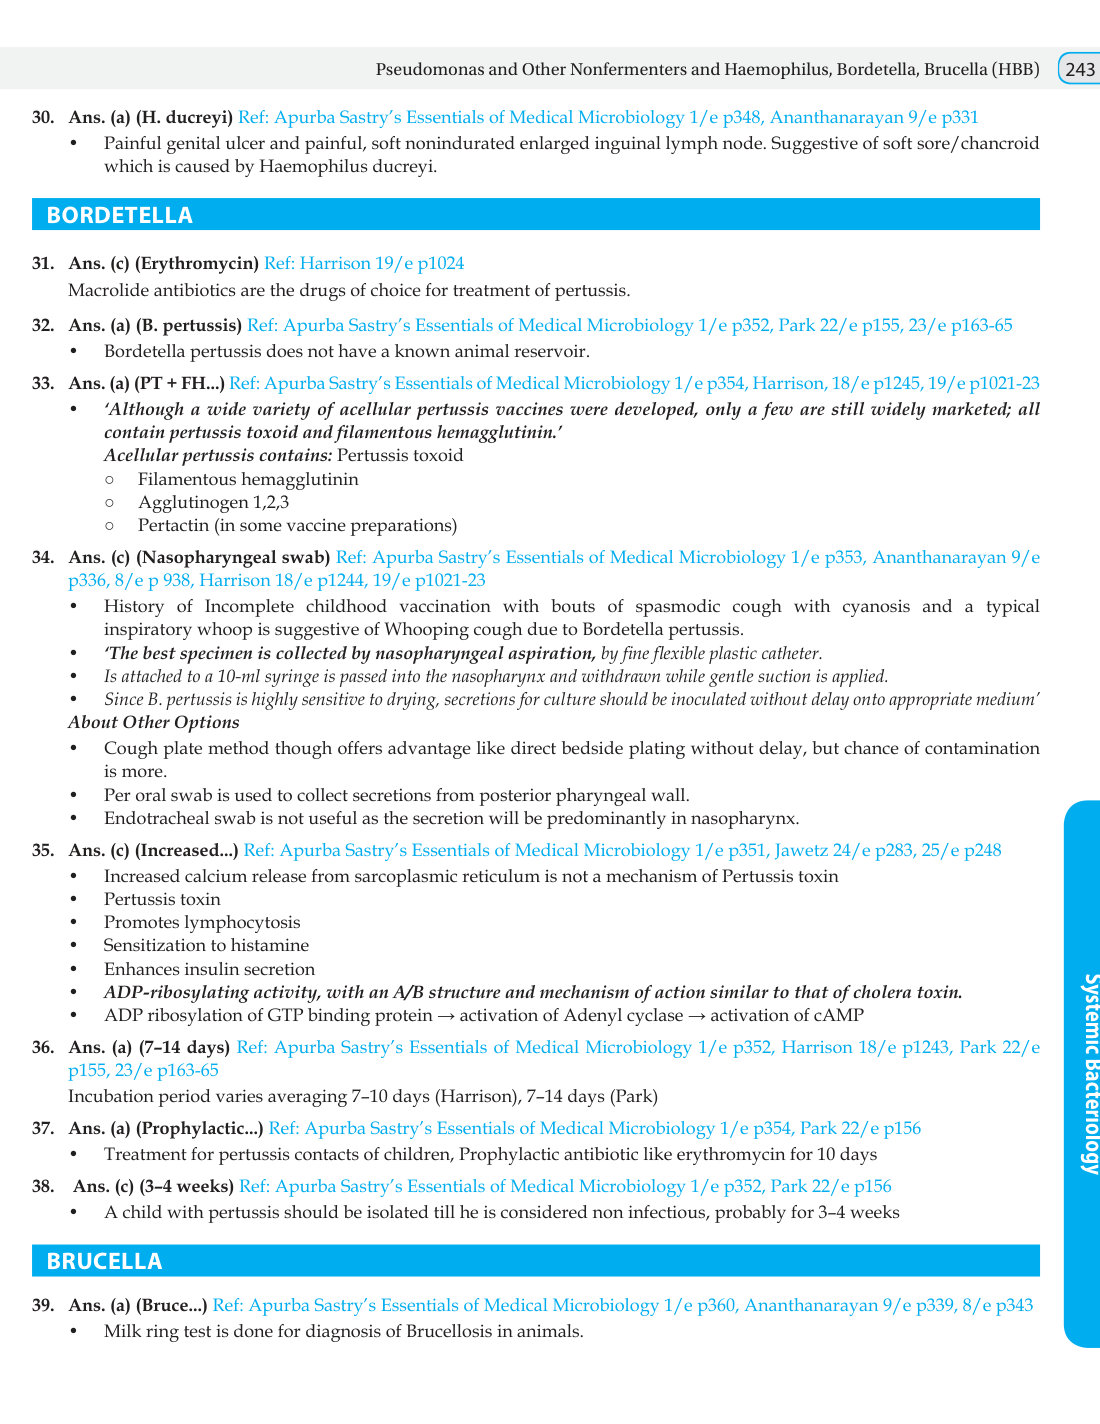 Pseudomonas and Other Nonfermenters and Haemophilus, Bordetella, Brucella (HBB) 243
30. Ans. (a) (H. ducreyi) Ref: Apurba Sastry’s Essentials of Medical Microbiology 1/e p348, Ananthanarayan 9/e p331
• Painful genital ulcer and painful, soft nonindurated enlarged inguinal lymph node. Suggestive of soft sore/chancroid
which is caused by Haemophilus ducreyi.
BORDETELLA
31. Ans. (c) (Erythromycin) Ref: Harrison 19/e p1024
Macrolide antibiotics are the drugs of choice for treatment of pertussis.
32. Ans. (a) (B. pertussis) Ref: Apurba Sastry’s Essentials of Medical Microbiology 1/e p352, Park 22/e p155, 23/e p163-65
• Bordetella pertussis does not have a known animal reservoir.
33. Ans. (a) (PT + FH...) Ref: Apurba Sastry’s Essentials of Medical Microbiology 1/e p354, Harrison, 18/e p1245, 19/e p1021-23
• ‘Although a wide variety of acellular pertussis vaccines were developed, only a few are still widely marketed; all
contain pertussis toxoid and filamentous hemagglutinin.’
Acellular pertussis contains: Pertussis toxoid
○ Filamentous hemagglutinin
○ Agglutinogen 1,2,3
○ Pertactin (in some vaccine preparations)
34. Ans. (c) (Nasopharyngeal swab) Ref: Apurba Sastry’s Essentials of Medical Microbiology 1/e p353, Ananthanarayan 9/e
p336, 8/e p 938, Harrison 18/e p1244, 19/e p1021-23
• History of Incomplete childhood vaccination with bouts of spasmodic cough with cyanosis and a typical
inspiratory whoop is suggestive of Whooping cough due to Bordetella pertussis.
• ‘The best specimen is collected by nasopharyngeal aspiration, by fine flexible plastic catheter.
• Is attached to a 10-ml syringe is passed into the nasopharynx and withdrawn while gentle suction is applied.
• Since B. pertussis is highly sensitive to drying, secretions for culture should be inoculated without delay onto appropriate medium’
About Other Options
• Cough plate method though offers advantage like direct bedside plating without delay, but chance of contamination
is more.
• Per oral swab is used to collect secretions from posterior pharyngeal wall.
• Endotracheal swab is not useful as the secretion will be predominantly in nasopharynx.
35. Ans. (c) (Increased...) Ref: Apurba Sastry’s Essentials of Medical Microbiology 1/e p351, Jawetz 24/e p283, 25/e p248
• Increased calcium release from sarcoplasmic reticulum is not a mechanism of Pertussis toxin
• Pertussis toxin
• Promotes lymphocytosis
• Sensitization to histamine
• Enhances insulin secretion
• ADP-ribosylating activity, with an A/B structure and mechanism of action similar to that of cholera toxin.
• ADP ribosylation of GTP binding protein → activation of Adenyl cyclase → activation of cAMP
36. Ans. (a) (7–14 days) Ref: Apurba Sastry’s Essentials of Medical Microbiology 1/e p352, Harrison 18/e p1243, Park 22/e
p155, 23/e p163-65
Incubation period varies averaging 7–10 days (Harrison), 7–14 days (Park)
37. Ans. (a) (Prophylactic...) Ref: Apurba Sastry’s Essentials of Medical Microbiology 1/e p354, Park 22/e p156
• Treatment for pertussis contacts of children, Prophylactic antibiotic like erythromycin for 10 days
38. Ans. (c) (3–4 weeks) Ref: Apurba Sastry’s Essentials of Medical Microbiology 1/e p352, Park 22/e p156
• A child with pertussis should be isolated till he is considered non infectious, probably for 3–4 weeks
BRUCELLA
39. Ans. (a) (Bruce...) Ref: Apurba Sastry’s Essentials of Medical Microbiology 1/e p360, Ananthanarayan 9/e p339, 8/e p343
• Milk ring test is done for diagnosis of Brucellosis in animals.
Systemic Bacteriology